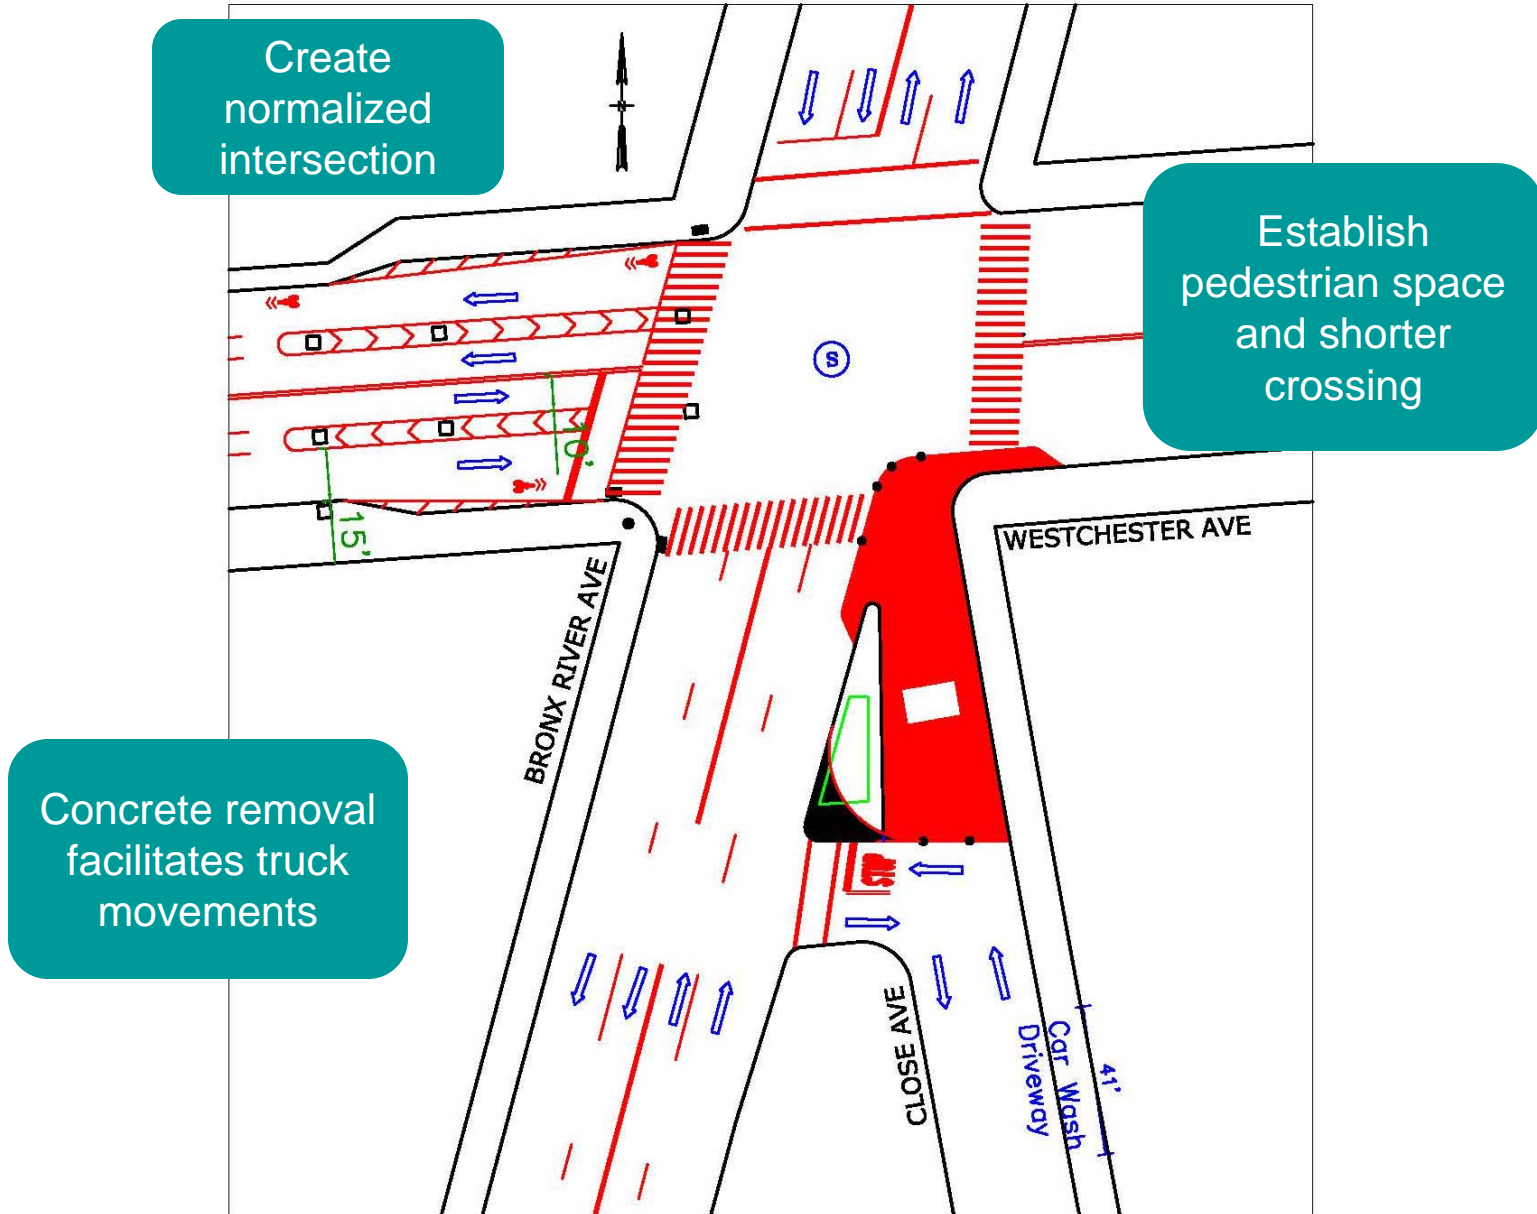 Create
normalized
intersection
N
Establish
pedestrian space
and shorter
crossing
S
10'
15'
WESTCHESTER AVE
BRONX RIVER AVE
Concrete removal
facilitates truck
movements
STOP
CLOSE AVE
Car Wash
Driveway
41'